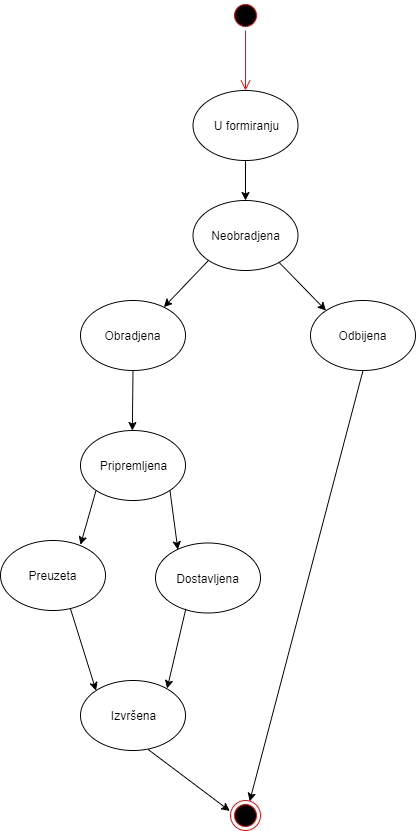 U formiranju
Neobradjena
Obradjena
Odbijena
Pripremljena
Preuzeta
Dostavljena
Izvršena